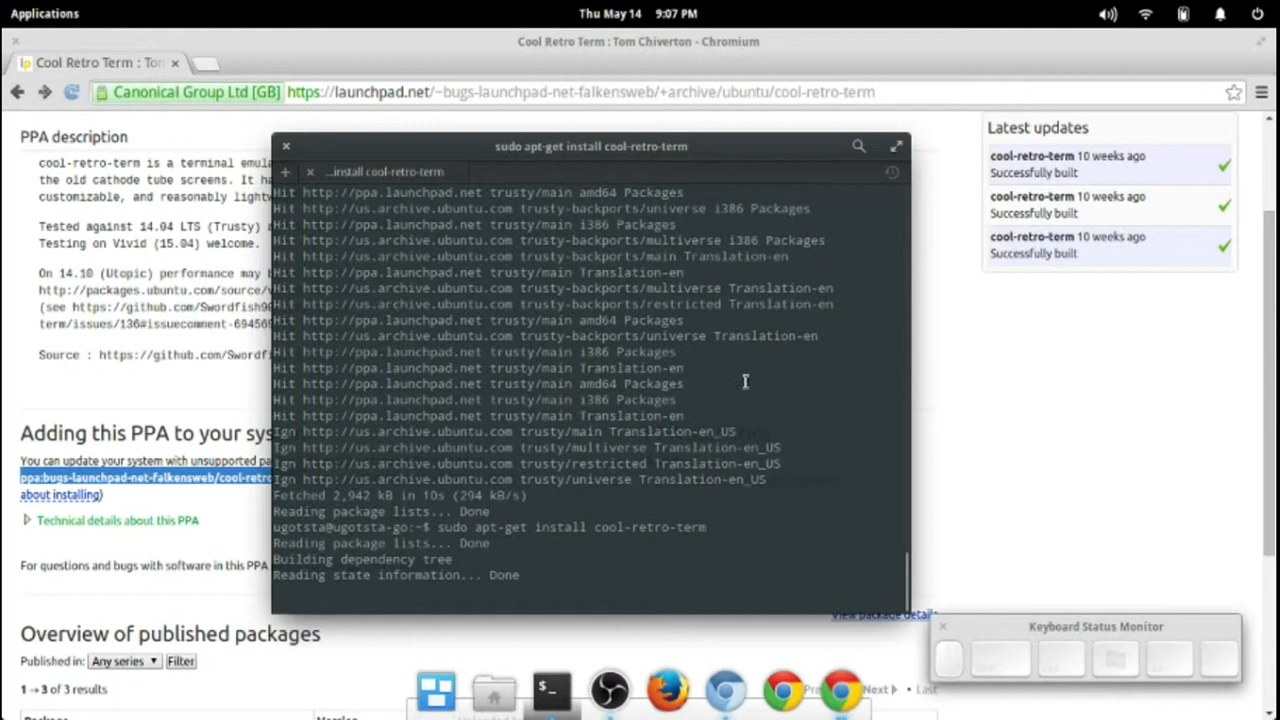 Applications
Thu May 14 9:07 PM
Cool Retro Term : Tom Chiverton - Chromium
Cool Retro Term : Ton
Canonical Group Ltd [GB]
https://launchpad.net/~bugs-launchpad-net-falkensweb/+archive/ubuntu/cool-retro-term
PPA description
cool-retro-term is a terminal emula
the old cathode tube screens. It ha
customizable, and reasonably lightw
Tested against 14.04 LTS (Trusty) a
Testing on Vivid (15.04) welcome.
On 14.10 (Utopic) performance may b
http://packages.ubuntu.com/source/v
(see https://github.com/Swordfish90
term/issues/136#issuecomment-694569
Source : https://github.com/Swordfi
Adding this PPA to your sys
You can update your system with unsupported pa
ppa:bugs-launchpad-net-falkensweb/cool-retro
about installing)
Technical details about this PPA
For questions and bugs with software in this PPA
Overview of published packages
Published in: Any series Filter
1 → 3 of 3 results
Package
Version
Latest updates
cool-retro-term 10 weeks ago
Successfully built
cool-retro-term 10 weeks ago
Successfully built
cool-retro-term 10 weeks ago
Successfully built
View package details
Next
Last
sudo apt-get install cool-retro-term
...install cool-retro-term
Hit http://ppa.launchpad.net trusty/main amd64 Packages
Hit http://us.archive.ubuntu.com trusty-backports/universe i386 Packages
Hit http://ppa.launchpad.net trusty/main i386 Packages
Hit http://us.archive.ubuntu.com trusty-backports/multiverse i386 Packages
Hit http://us.archive.ubuntu.com trusty-backports/main Translation-en
Hit http://ppa.launchpad.net trusty/main Translation-en
Hit http://us.archive.ubuntu.com trusty-backports/multiverse Translation-en
Hit http://us.archive.ubuntu.com trusty-backports/restricted Translation-en
Hit http://ppa.launchpad.net trusty/main amd64 Packages
Hit http://us.archive.ubuntu.com trusty-backports/universe Translation-en
Hit http://ppa.launchpad.net trusty/main i386 Packages
Hit http://ppa.launchpad.net trusty/main Translation-en
Hit http://ppa.launchpad.net trusty/main amd64 Packages
Hit http://ppa.launchpad.net trusty/main i386 Packages
Hit http://ppa.launchpad.net trusty/main Translation-en
Ign http://us.archive.ubuntu.com trusty/main Translation-en_US
Ign http://us.archive.ubuntu.com trusty/multiverse Translation-en_US
Ign http://us.archive.ubuntu.com trusty/restricted Translation-en_US
Ign http://us.archive.ubuntu.com trusty/universe Translation-en_US
Fetched 2,942 kB in 10s (294 kB/s)
Reading package lists... Done
ugotsta@ugotsta-go:~$ sudo apt-get install cool-retro-term
Reading package lists... Done
Building dependency tree
Reading state information... Done
Keyboard Status Monitor